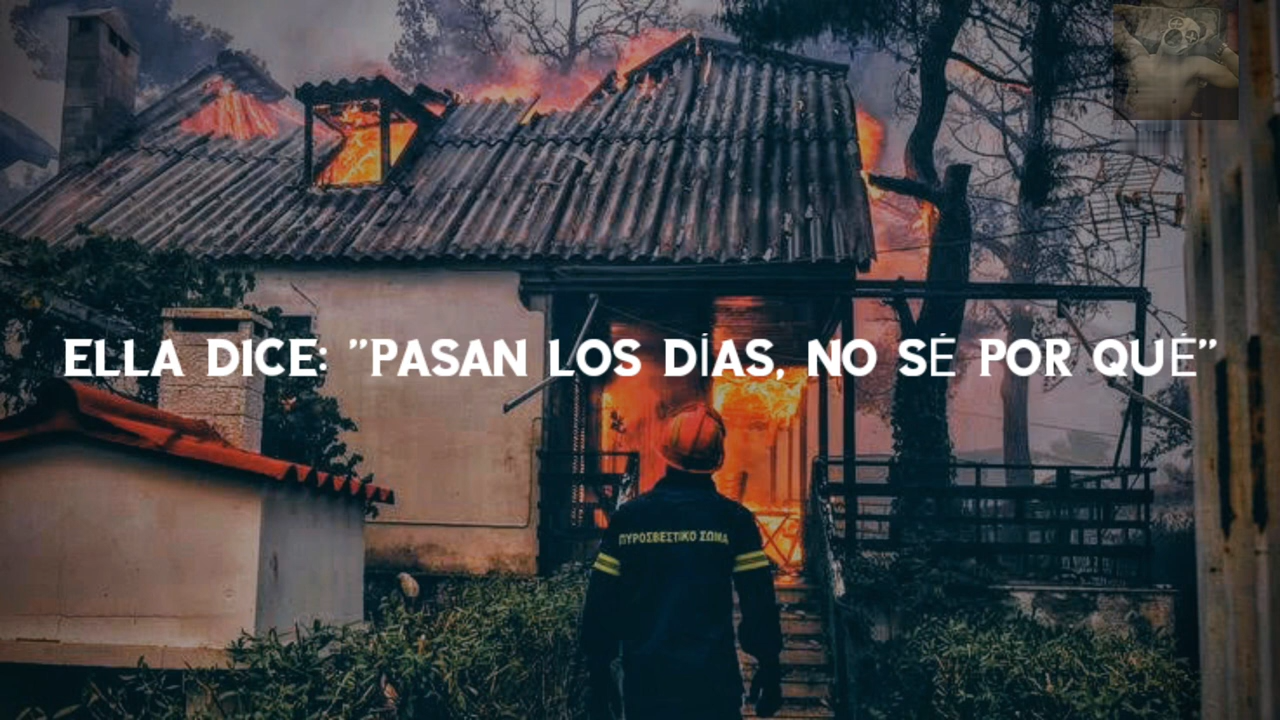 ELLA DICE: "PASAN LOS DÍAS, NO SÉ POR QUÉ"
ΠΥΡΟΣΒΕΣΤΙΚΟ ΣΩΜΑ